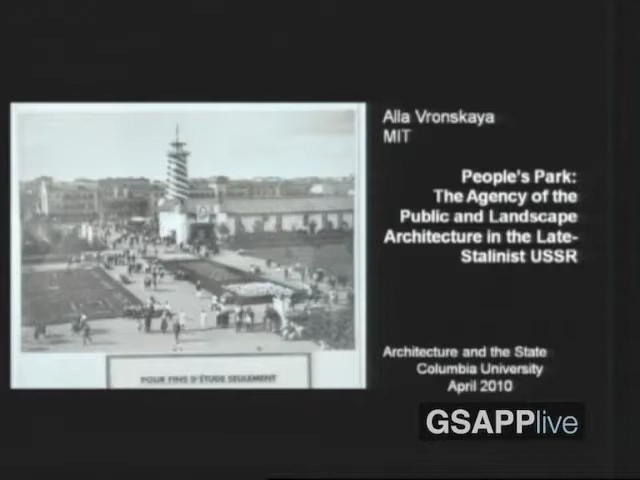 Alla Vronskaya
MIT
People's Park:
The Agency of the
Public and Landscape
Architecture in the Late-
Stalinist USSR
POUR FINS D'ÉTUDE SEULEMENT
Architecture and the State
Columbia University
April 2010
GSAPPlive